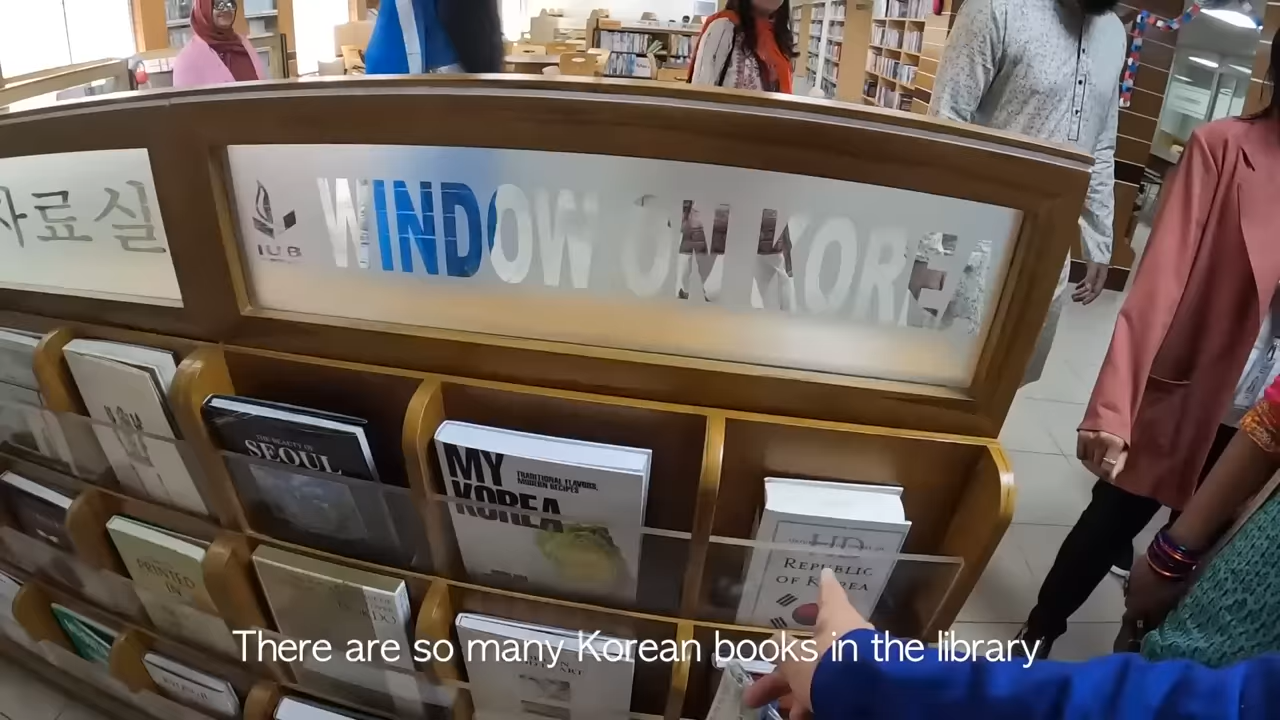 자료실
IUB
WINDOW ON KOREA
THE BEAUTY OF
SEOUL
MY
KOREA
TRADITIONAL FLAVORS,
MODERN RECIPES
REPUBLIC
OF KOREA
PRINTED
IN
There are so many Korean books in the library